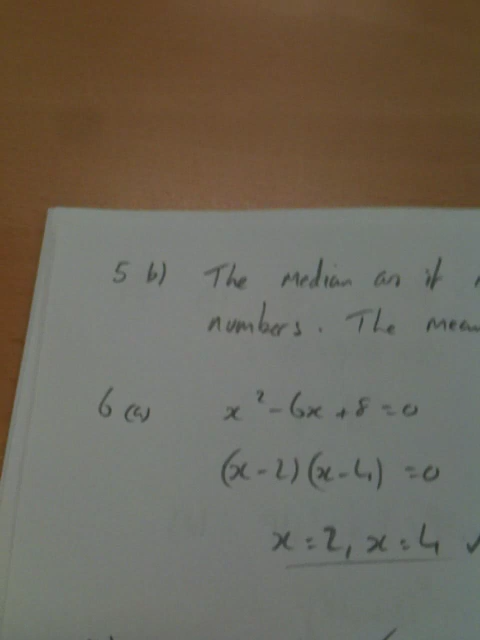 5 b) The median as it
numbers. The mean
6 (a) x² - 6x + 8 = 0
(x - 2)(x - 4) = 0
x = 2, x = 4 ✓